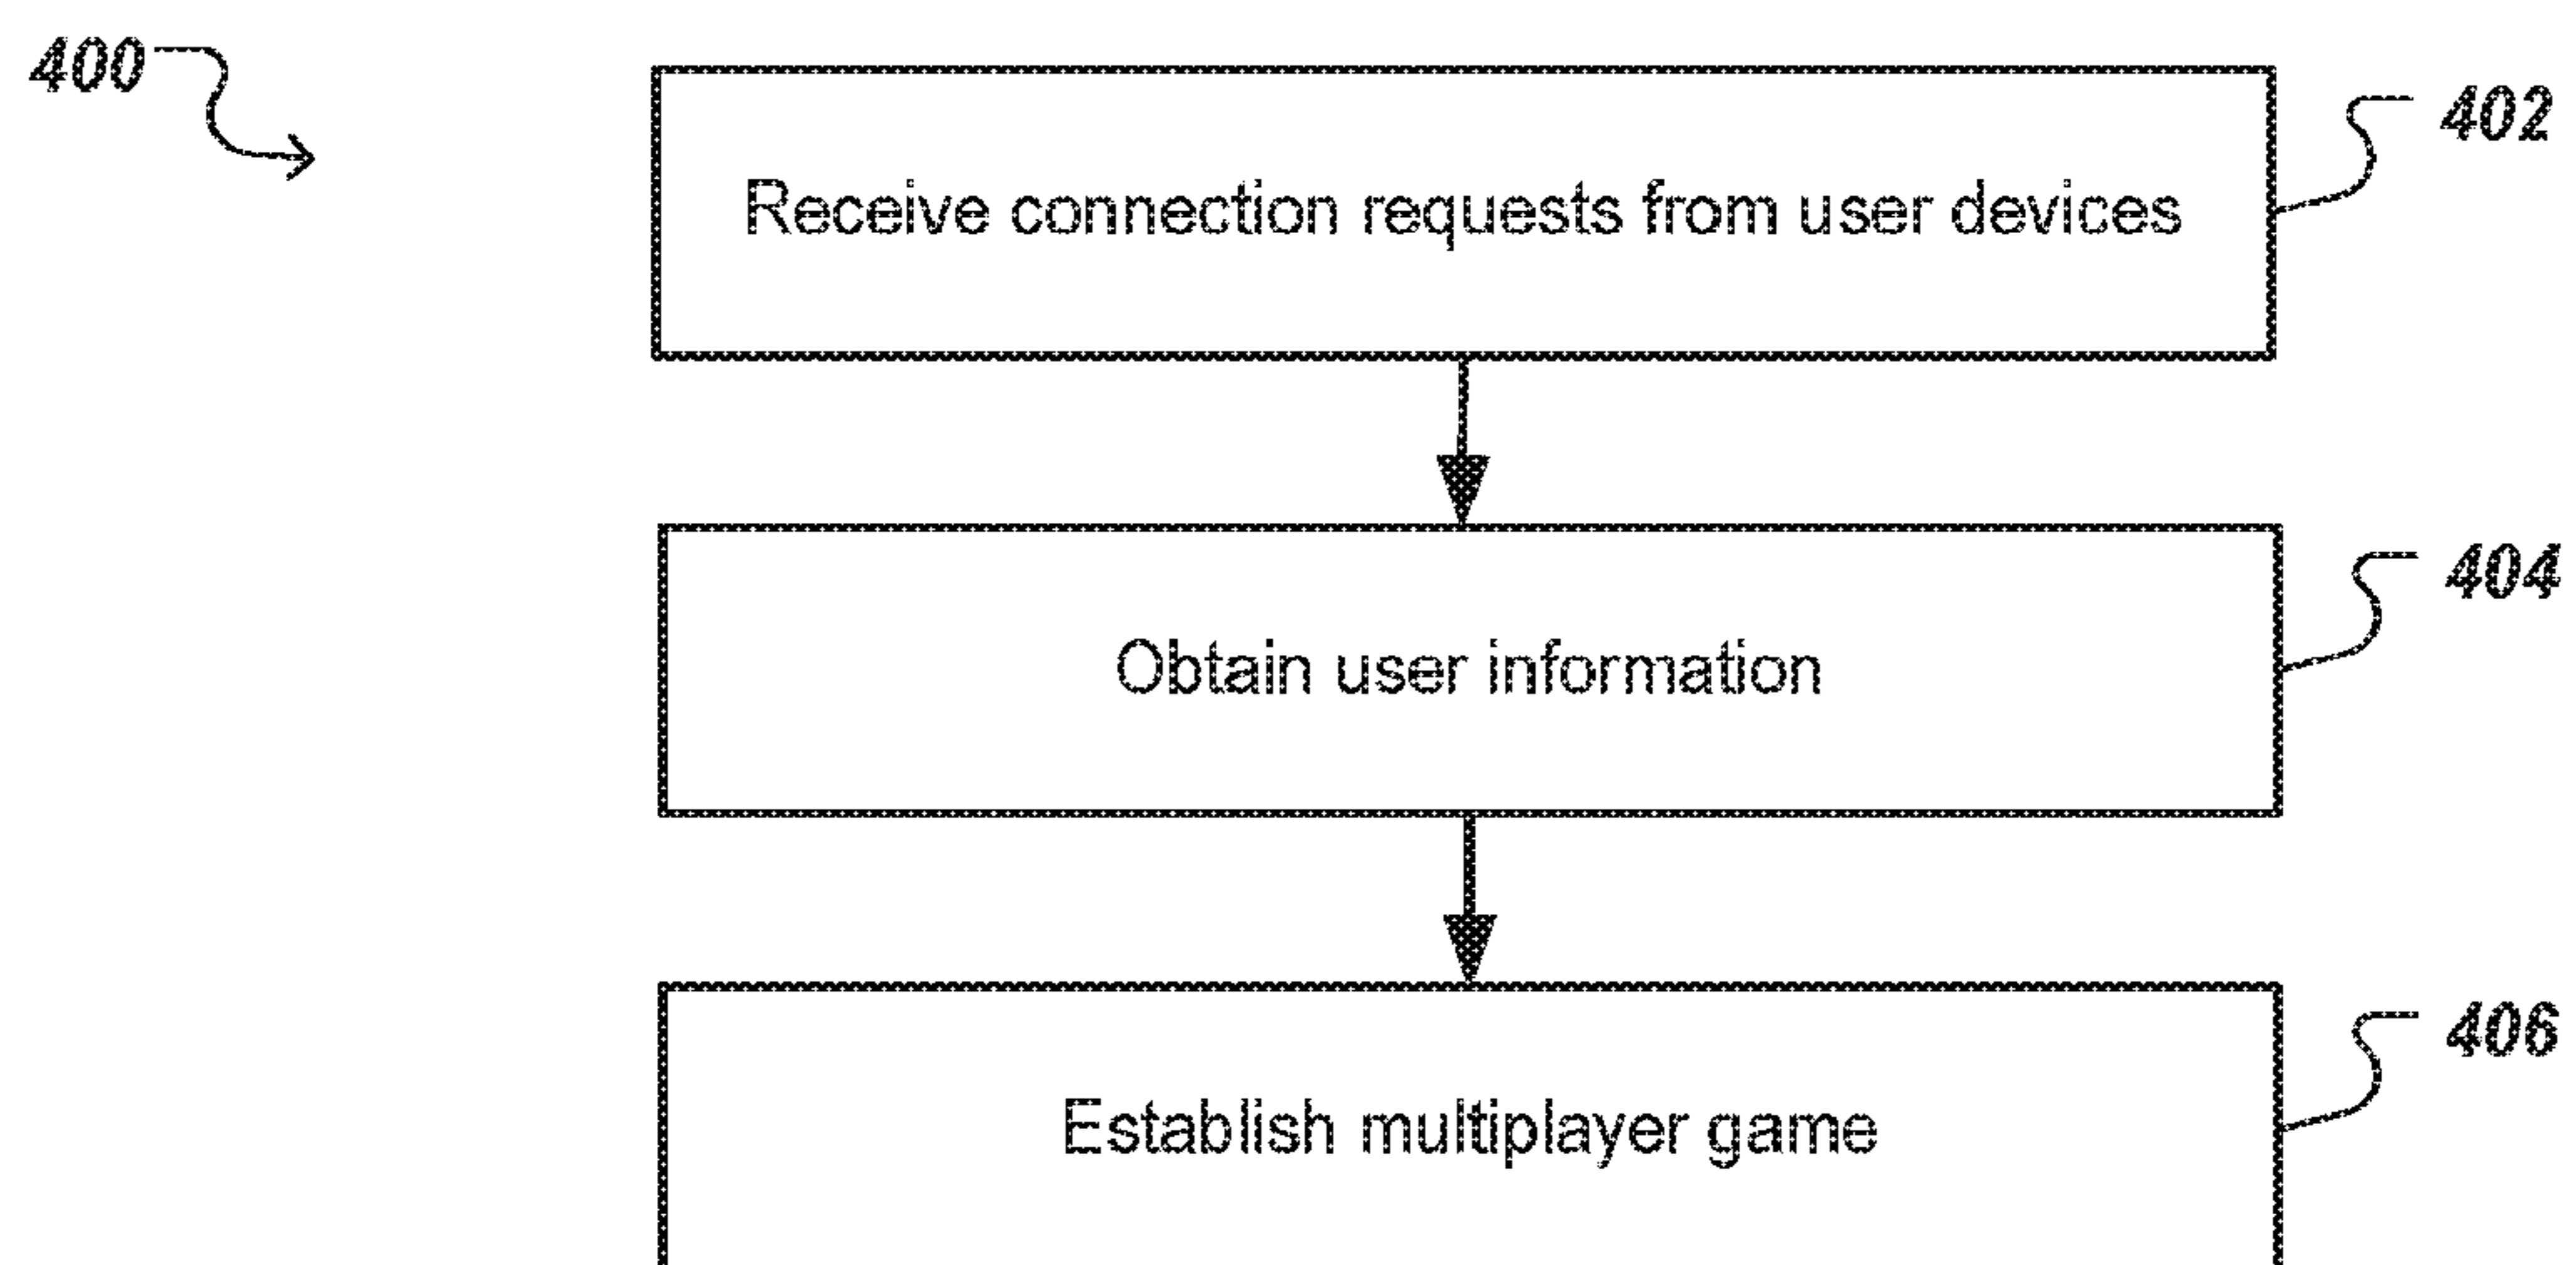 400
402
Receive connection requests from user devices
404
Obtain user information
406
Establish multiplayer game